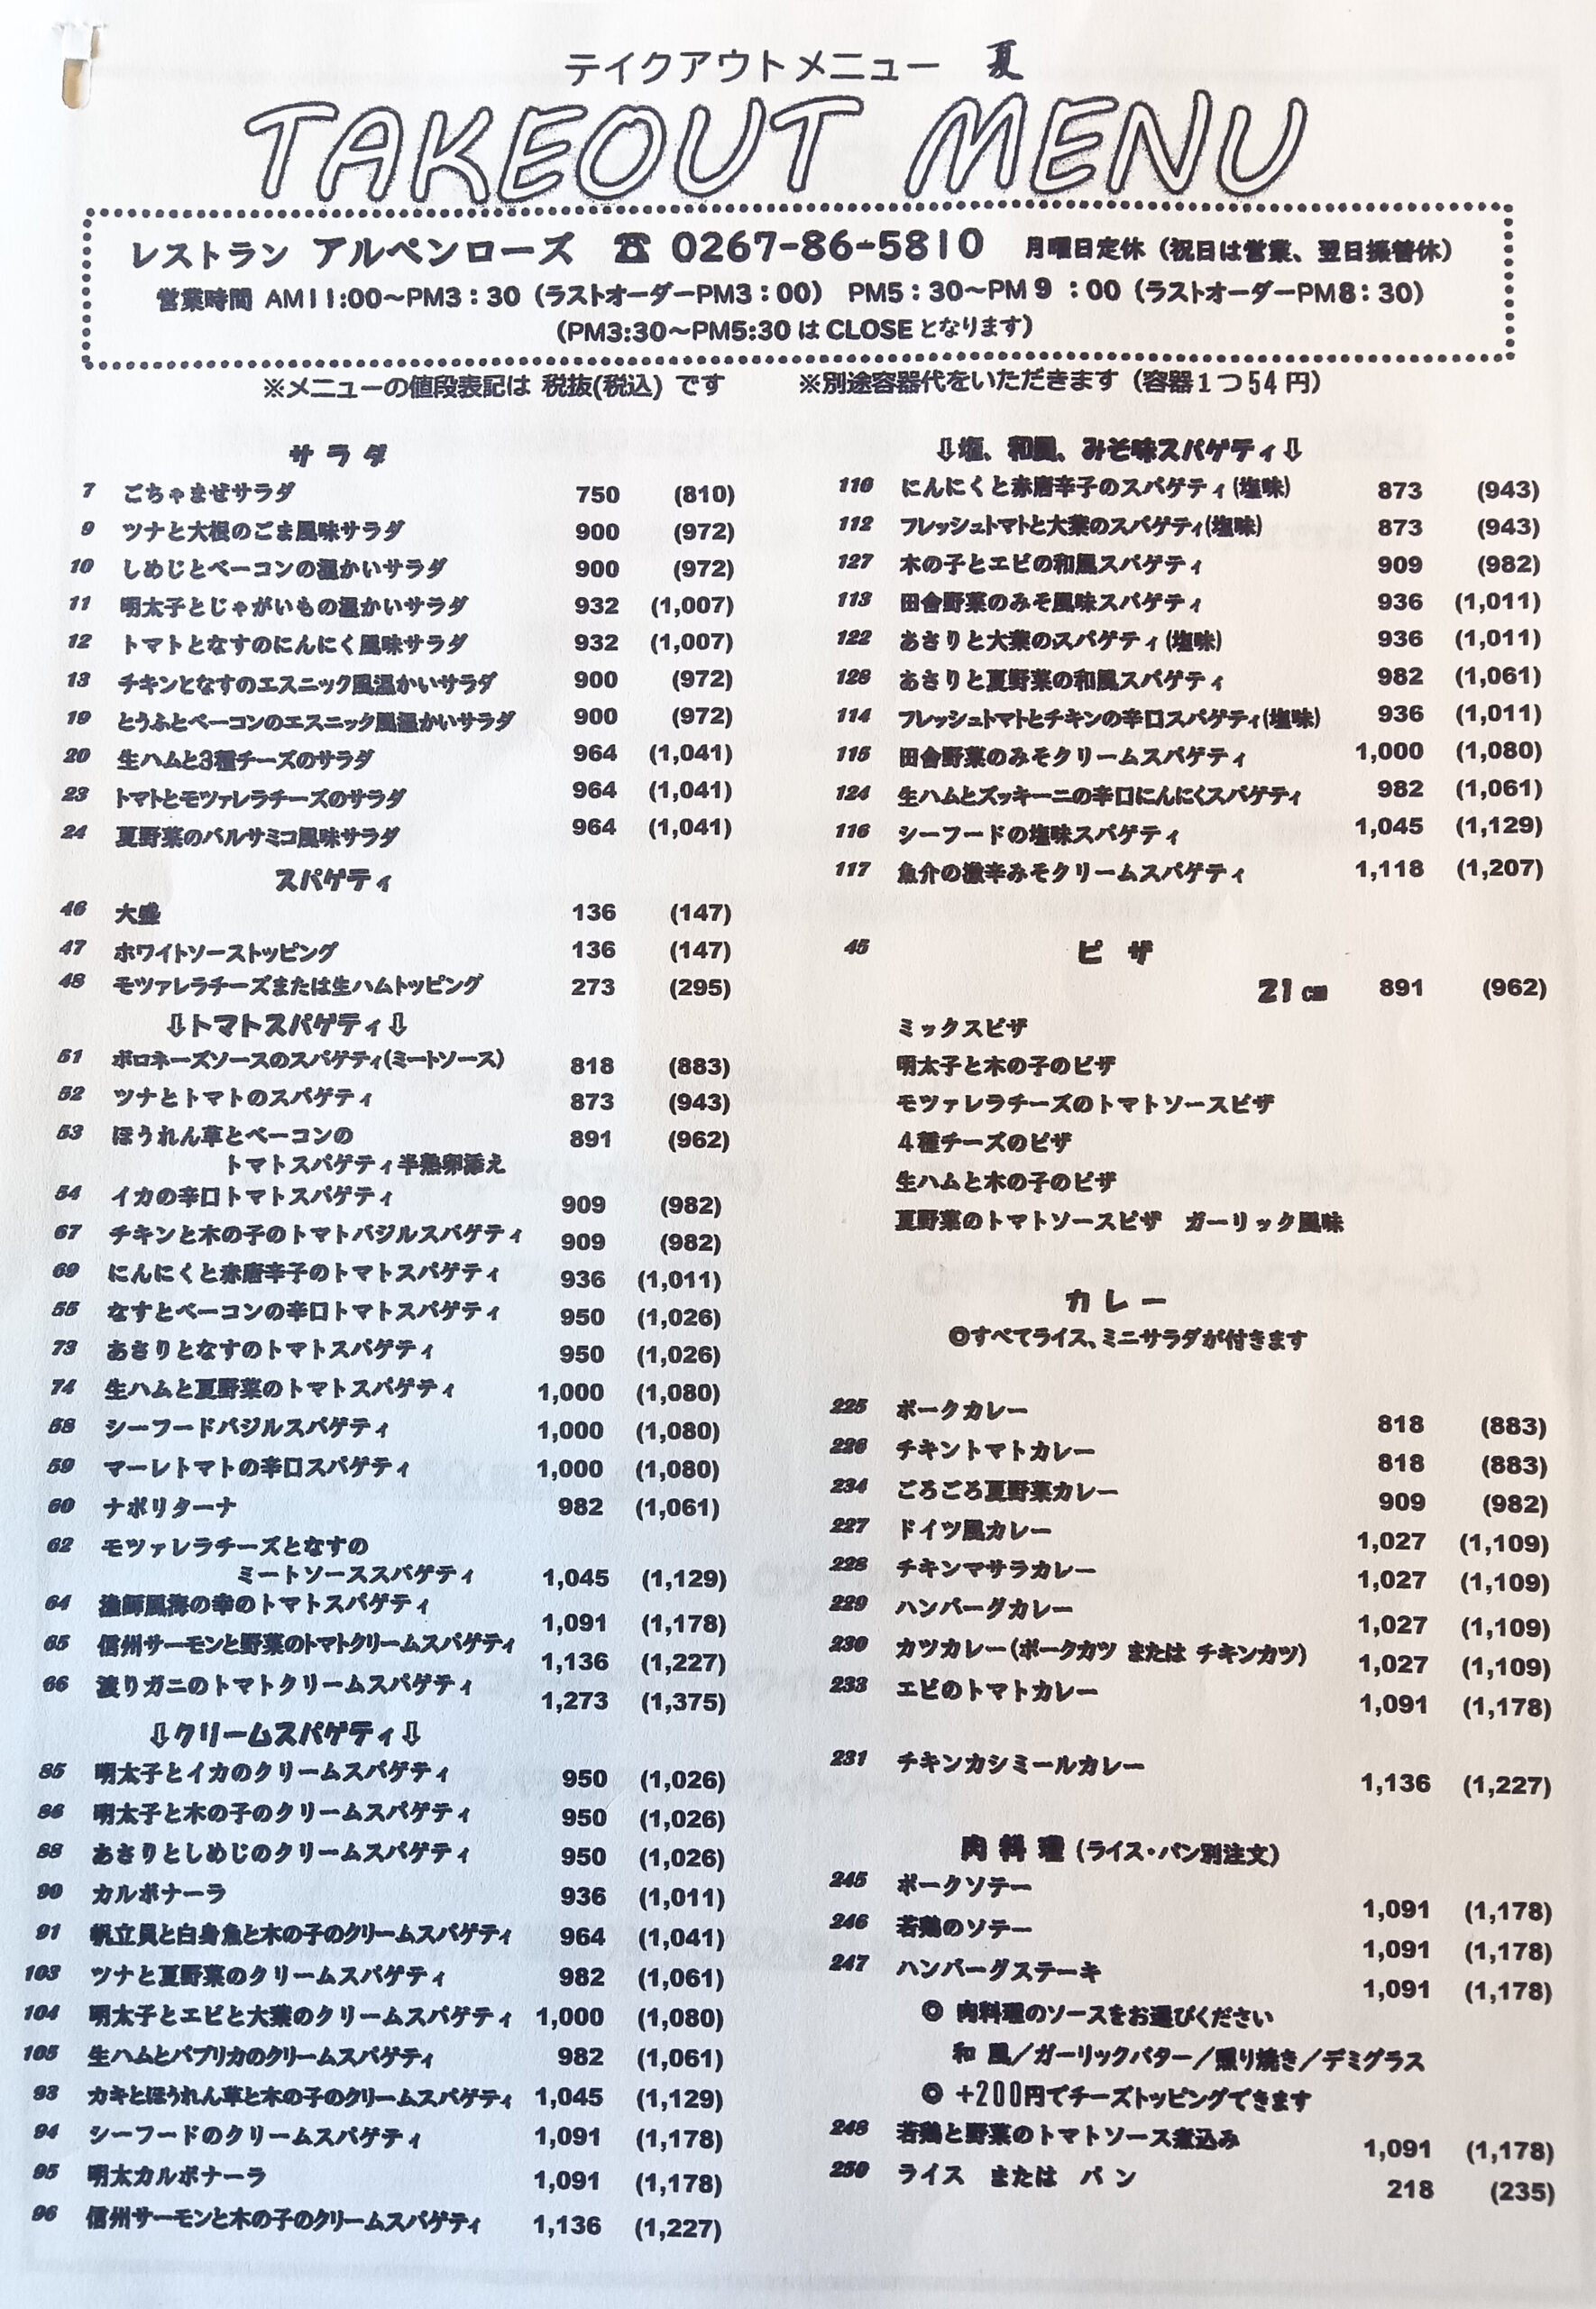 テイクアウトメニュー 夏
TAKEOUT MENU
レストラン アルペンローズ ☎ 0267-86-5810 月曜日定休（祝日は営業、翌日振替休）
営業時間 AM11:00～PM3：30（ラストオーダーPM3：00） PM5：30～PM９：00（ラストオーダーPM8：30）
（PM3:30～PM5:30 は CLOSE となります）
※メニューの値段表記は 税抜(税込) です ※別途容器代をいただきます（容器1つ54円）
サラダ
7 ごちゃまぜサラダ 750 (810)
9 ツナと大根のごま風味サラダ 900 (972)
10 しめじとベーコンの温かいサラダ 900 (972)
11 明太子とじゃがいもの温かいサラダ 932 (1,007)
12 トマトとなすのにんにく風味サラダ 932 (1,007)
13 チキンとなすのエスニック風温かいサラダ 900 (972)
19 とうふとベーコンのエスニック風温かいサラダ 900 (972)
20 生ハムと3種チーズのサラダ 964 (1,041)
23 トマトとモツァレラチーズのサラダ 964 (1,041)
24 夏野菜のバルサミコ風味サラダ 964 (1,041)
スパゲティ
46 大盛 136 (147)
47 ホワイトソーストッピング 136 (147)
48 モツァレラチーズまたは生ハムトッピング 273 (295)
⇩トマトスパゲティ⇩
51 ボロネーズソースのスパゲティ(ミートソース) 818 (883)
52 ツナとトマトのスパゲティ 873 (943)
53 ほうれん草とベーコンの 891 (962)
トマトスパゲティ半熟卵添え
54 イカの辛口トマトスパゲティ 909 (982)
67 チキンと木の子のトマトバジルスパゲティ 909 (982)
69 にんにくと赤唐辛子のトマトスパゲティ 936 (1,011)
55 なすとベーコンの辛口トマトスパゲティ 950 (1,026)
73 あさりとなすのトマトスパゲティ 950 (1,026)
74 生ハムと夏野菜のトマトスパゲティ 1,000 (1,080)
58 シーフードバジルスパゲティ 1,000 (1,080)
59 マーレトマトの辛口スパゲティ 1,000 (1,080)
60 ナポリターナ 982 (1,061)
62 モツァレラチーズとなすの
ミートソーススパゲティ 1,045 (1,129)
64 漁師風海の幸のトマトスパゲティ 1,091 (1,178)
65 信州サーモンと野菜のトマトクリームスパゲティ 1,136 (1,227)
66 渡りガニのトマトクリームスパゲティ 1,273 (1,375)
⇩クリームスパゲティ⇩
85 明太子とイカのクリームスパゲティ 950 (1,026)
86 明太子と木の子のクリームスパゲティ 950 (1,026)
88 あさりとしめじのクリームスパゲティ 950 (1,026)
90 カルボナーラ 936 (1,011)
91 帆立貝と白身魚と木の子のクリームスパゲティ 964 (1,041)
103 ツナと夏野菜のクリームスパゲティ 982 (1,061)
104 明太子とエビと大葉のクリームスパゲティ 1,000 (1,080)
105 生ハムとパプリカのクリームスパゲティ 982 (1,061)
93 カキとほうれん草と木の子のクリームスパゲティ 1,045 (1,129)
94 シーフードのクリームスパゲティ 1,091 (1,178)
95 明太カルボナーラ 1,091 (1,178)
96 信州サーモンと木の子のクリームスパゲティ 1,136 (1,227)
⇩塩、和風、みそ味スパゲティ⇩
110 にんにくと赤唐辛子のスパゲティ(塩味) 873 (943)
112 フレッシュトマトと大葉のスパゲティ(塩味) 873 (943)
127 木の子とエビの和風スパゲティ 909 (982)
113 田舎野菜のみそ風味スパゲティ 936 (1,011)
122 あさりと大葉のスパゲティ(塩味) 936 (1,011)
128 あさりと夏野菜の和風スパゲティ 982 (1,061)
114 フレッシュトマトとチキンの辛口スパゲティ(塩味) 936 (1,011)
115 田舎野菜のみそクリームスパゲティ 1,000 (1,080)
124 生ハムとズッキーニの辛口にんにくスパゲティ 982 (1,061)
116 シーフードの塩味スパゲティ 1,045 (1,129)
117 魚介の激辛みそクリームスパゲティ 1,118 (1,207)
45 ピザ
21㎝ 891 (962)
ミックスピザ
明太子と木の子のピザ
モツァレラチーズのトマトソースピザ
4種チーズのピザ
生ハムと木の子のピザ
夏野菜のトマトソースピザ ガーリック風味
カレー
◎すべてライス、ミニサラダが付きます
225 ポークカレー 818 (883)
226 チキントマトカレー 818 (883)
234 ごろごろ夏野菜カレー 909 (982)
227 ドイツ風カレー 1,027 (1,109)
228 チキンマサラカレー 1,027 (1,109)
229 ハンバーグカレー 1,027 (1,109)
230 カツカレー(ポークカツ または チキンカツ) 1,027 (1,109)
233 エビのトマトカレー 1,091 (1,178)
231 チキンカシミールカレー 1,136 (1,227)
肉料理（ライス・パン別注文）
245 ポークソテー 1,091 (1,178)
246 若鶏のソテー 1,091 (1,178)
247 ハンバーグステーキ 1,091 (1,178)
◎ 肉料理のソースをお選びください
和風／ガーリックバター／照り焼き／デミグラス
◎ +200円でチーズトッピングできます
248 若鶏と野菜のトマトソース煮込み 1,091 (1,178)
250 ライス または パン 218 (235)